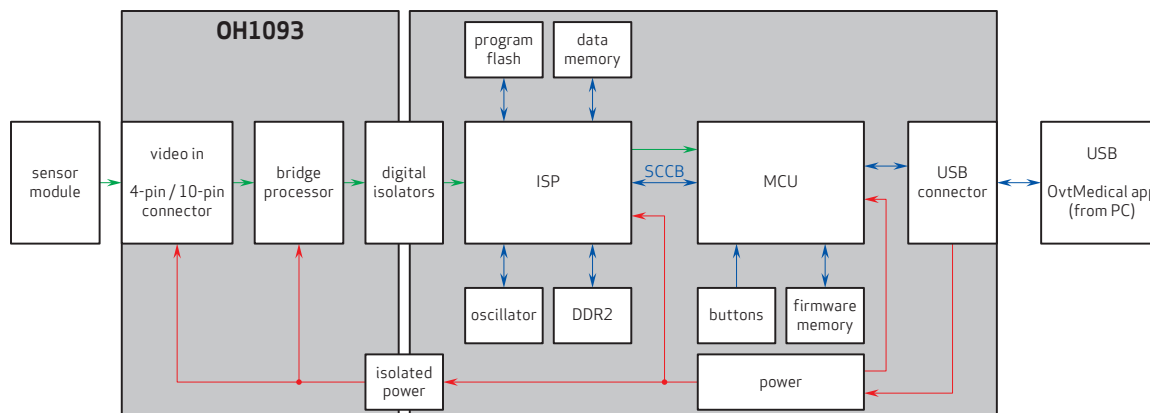 OH1093
program
flash
data
memory
sensor
module
video in
4-pin / 10-pin
connector
bridge
processor
digital
isolators
ISP
SCCB
MCU
USB
connector
USB
OvtMedical app
(from PC)
oscillator
DDR2
buttons
firmware
memory
isolated
power
power